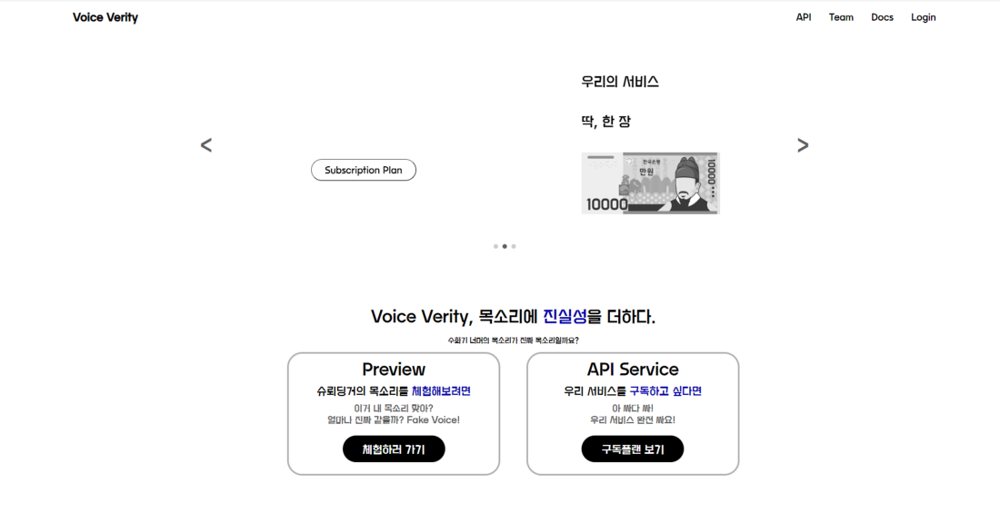 Voice Verity
API Team Docs Login
우리의 서비스
딱, 한 장
<
>
Subscription Plan
한국은행
만원
10000
10000
Voice Verity, 목소리에 진실성을 더하다.
수화기 너머의 목소리가 진짜 목소리일까요?
Preview
슈뢰딩거의 목소리를 체험해보려면
이거 내 목소리 맞아?
얼마나 진짜 같을까? Fake Voice!
체험하러 가기
API Service
우리 서비스를 구독하고 싶다면
아 싸다 싸!
우리 서비스 완전 싸요!
구독플랜 보기